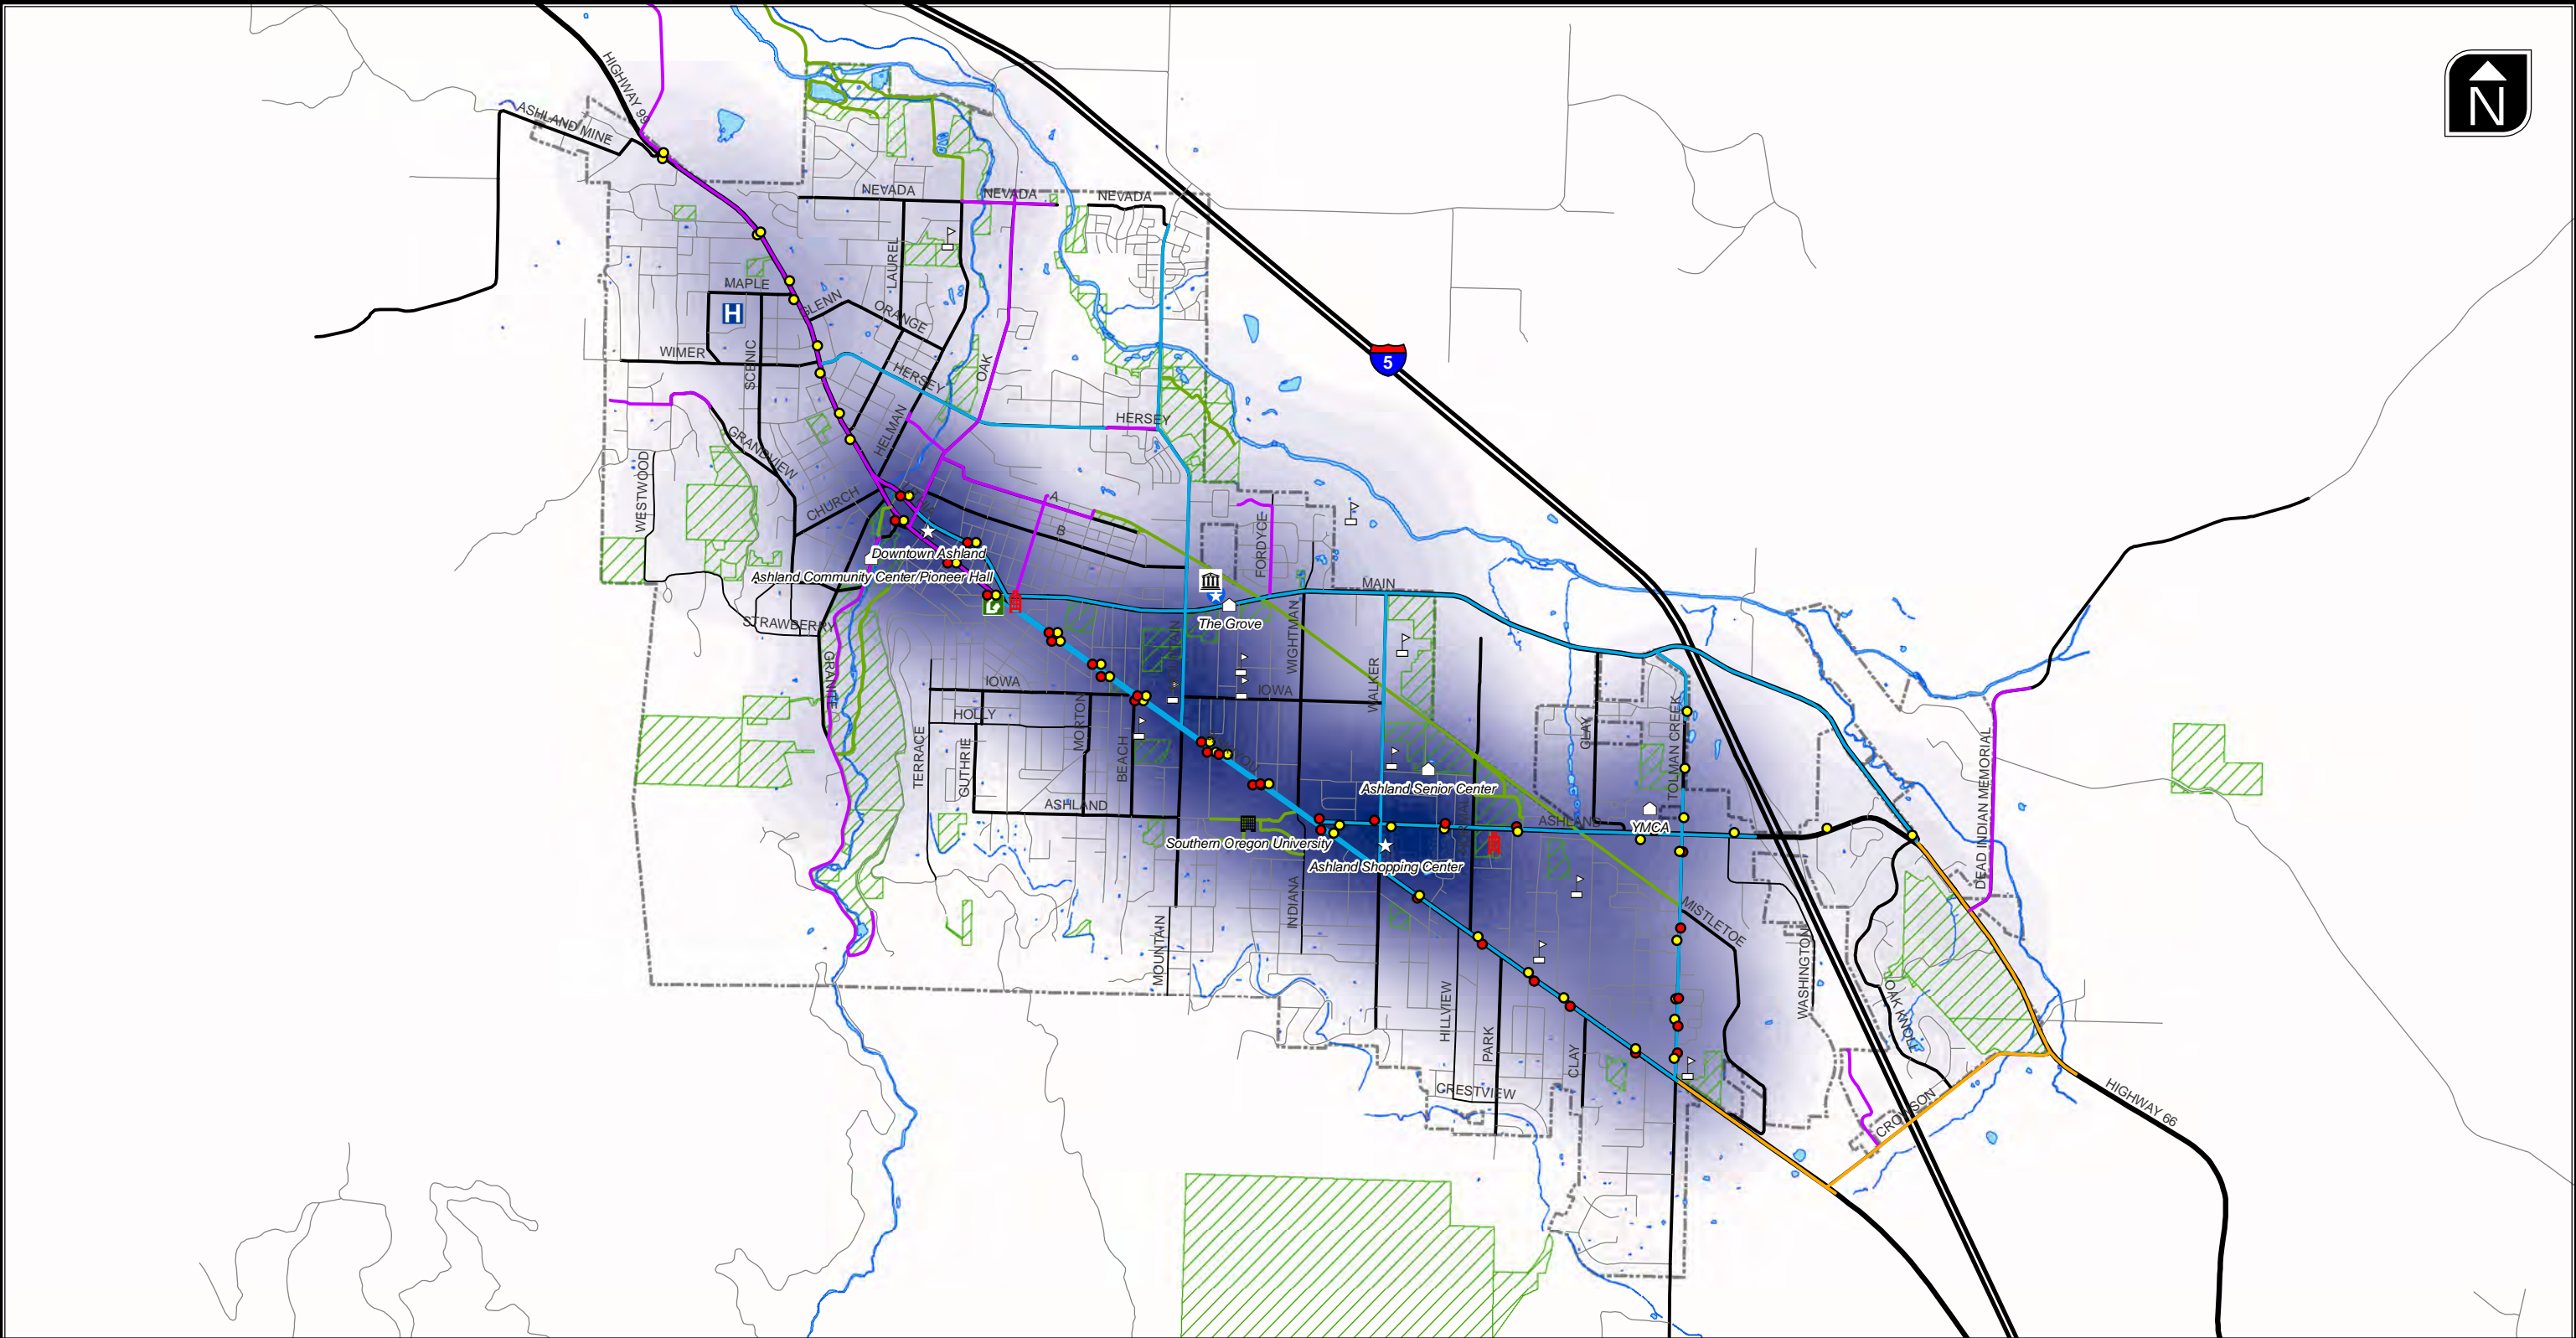 N
HIGHWAY 99
ASHLAND MINE
NEVADA
NEVADA
NEVADA
LAUREL
MAPLE
GLENN
ORANGE
H
WIMER
SCENIC
HERSEY
OAK
5
HERSEY
HELMAN
GRANDVIEW
WESTWOOD
CHURCH
A
B
FORDYCE
Downtown Ashland
Ashland Community Center/Pioneer Hall
MAIN
The Grove
STRAWBERRY
WIGHTMAN
GRANITE
WALKER
IOWA
IOWA
HOLLY
MORTON
TERRACE
GUTHRIE
BEACH
CLAY
TOLMAN CREEK
DEAD INDIAN MEMORIAL
Ashland Senior Center
ASHLAND
ASHLAND
YMCA
Southern Oregon University
Ashland Shopping Center
INDIANA
MISTLETOE
MOUNTAIN
WASHINGTON
HILLVIEW
OAK KNOLL
PARK
CLAY
CRESTVIEW
CROWSON
HIGHWAY 66